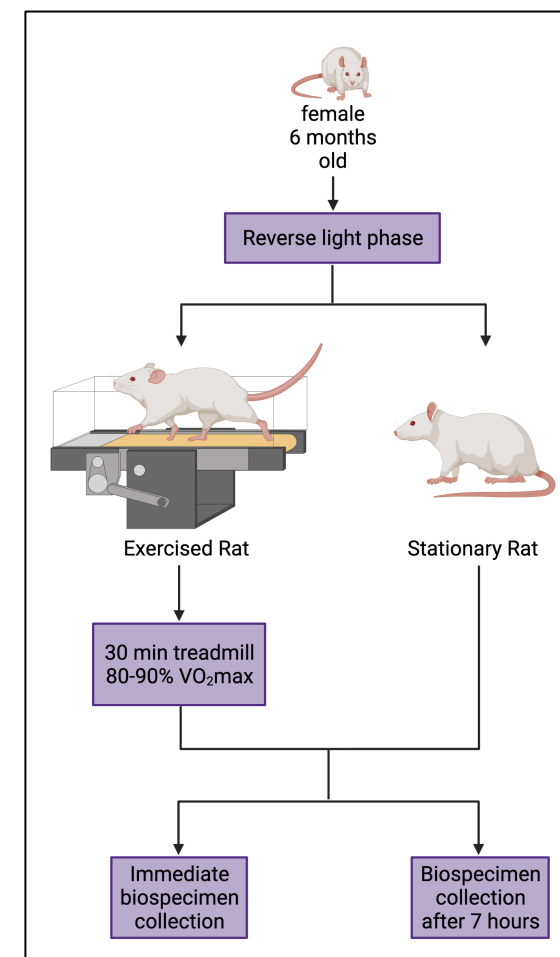 female
6 months
old
Reverse light phase
Exercised Rat
Stationary Rat
30 min treadmill
80-90% VO₂max
Immediate
biospecimen
collection
Biospecimen
collection
after 7 hours